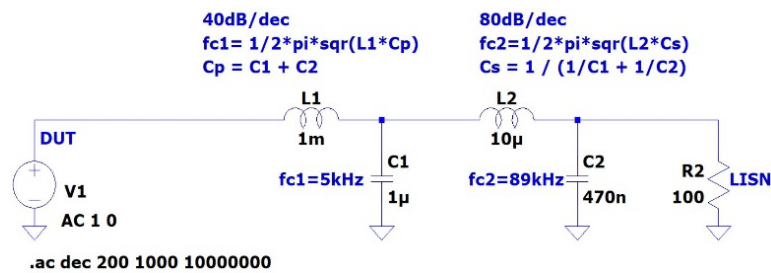 40dB/dec
fc1= 1/2*pi*sqr(L1*Cp)
Cp = C1 + C2
80dB/dec
fc2=1/2*pi*sqr(L2*Cs)
Cs = 1 / (1/C1 + 1/C2)
L1
1m
L2
10µ
DUT
V1
AC 1 0
fc1=5kHz
C1
1µ
fc2=89kHz
C2
470n
R2
100
LISN
.ac dec 200 1000 10000000